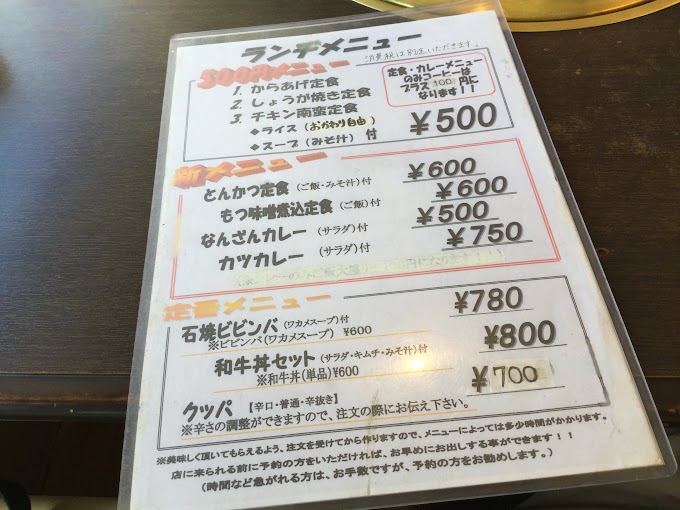 ランチメニュー
消費税は別途いただきます。
500円メニュー
1. からあげ定食
2. しょうが焼き定食
3. チキン南蛮定食
◆ライス（おかわり自由）
◆スープ（みそ汁） 付
¥500
定食・カレーメニュー
のみコーヒーは
プラス100円に
なります！！
新メニュー
とんかつ定食（ご飯・みそ汁）付 ¥600
もつ味噌煮込定食（ご飯）付 ¥600
なんざんカレー （サラダ）付 ¥500
カツカレー （サラダ）付 ¥750
になります！！
定番メニュー
石焼ビビンバ（ワカメスープ）付 ¥780
※ビビンバ（ワカメスープ） ¥600
和牛丼セット（サラダ・キムチ・みそ汁）付 ¥800
※和牛丼（単品）¥600
クッパ 【辛口・普通・辛抜き】 ¥700
※辛さの調整ができますので、注文の際にお伝え下さい。
※美味しく頂いてもらえるよう、注文を受けてから作りますので、メニューによっては多少時間がかかります。
店に来られる前に予約の方をいただければ、お早めにお出しする事ができます！！
（時間など急がれる方は、お手数ですが、予約の方をお勧めします。）